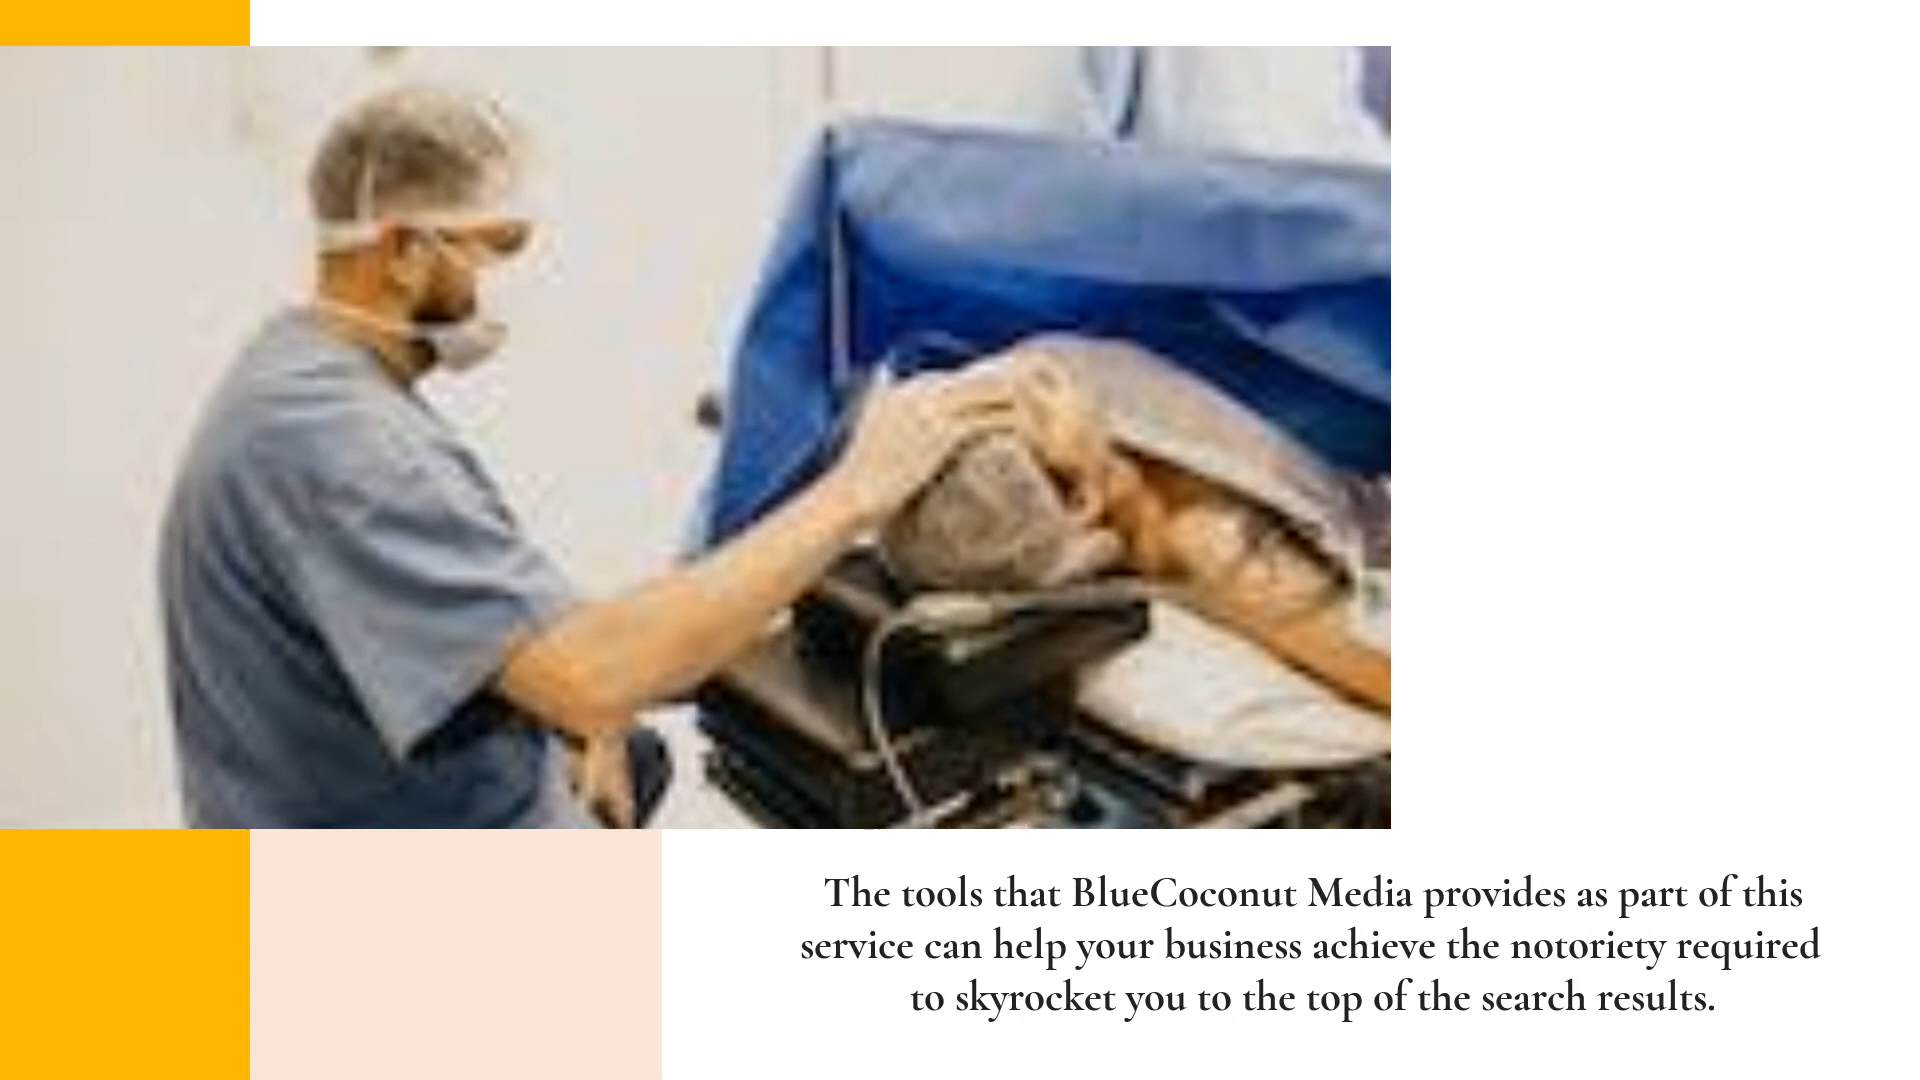 The tools that BlueCoconut Media provides as part of this
service can help your business achieve the notoriety required
to skyrocket you to the top of the search results.